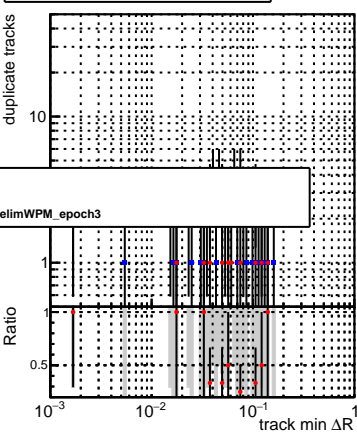 duplicate tracks
10
elimWPM_epoch3
1
Ratio
1
0.5
10⁻³
10⁻²
10⁻¹
1
track min ΔR